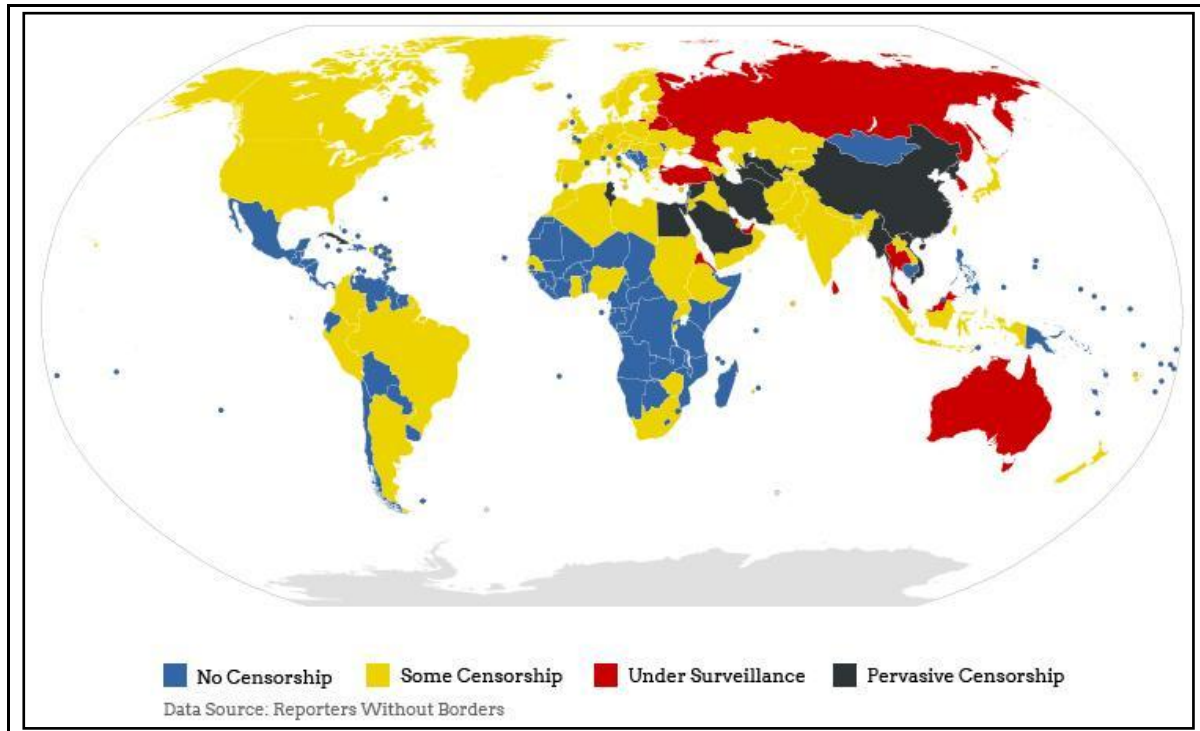 No Censorship
Some Censorship
Under Surveillance
Pervasive Censorship
Data Source: Reporters Without Borders